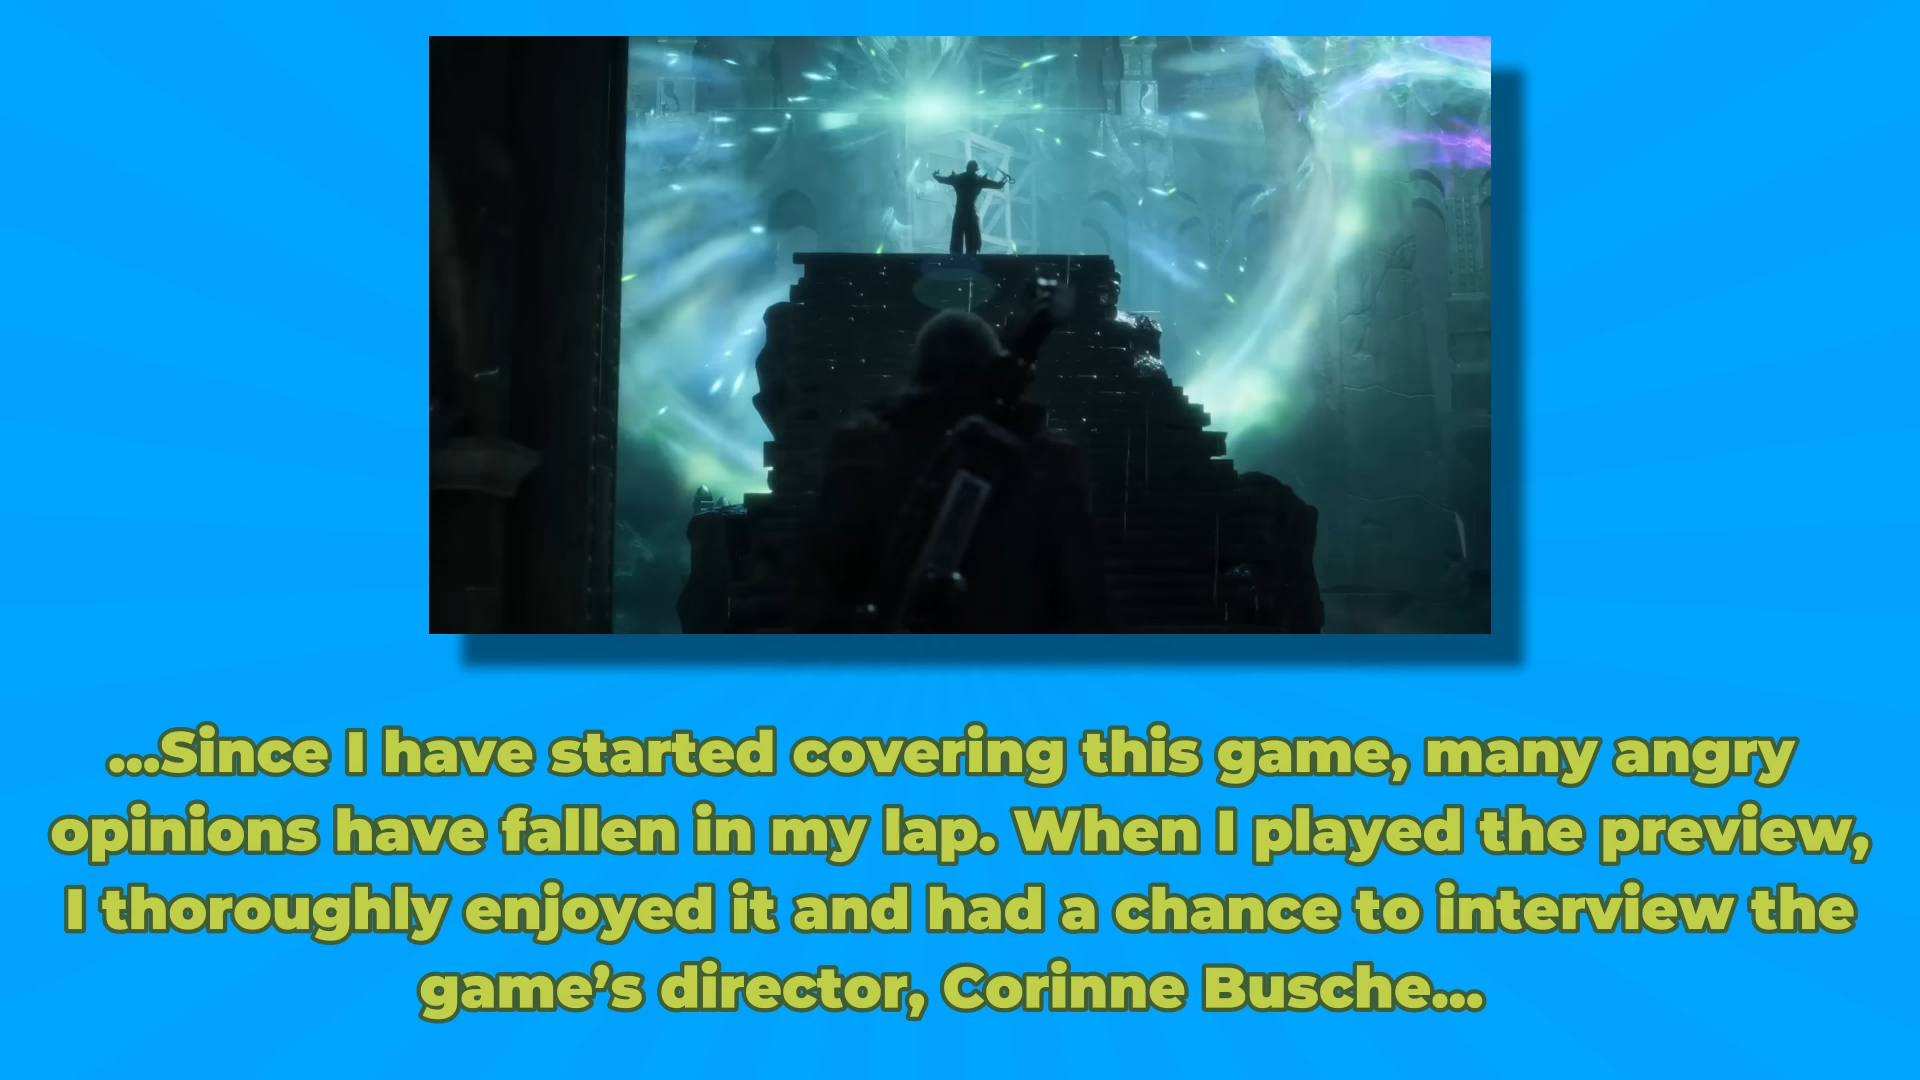 ...Since I have started covering this game, many angry
opinions have fallen in my lap. When I played the preview,
I thoroughly enjoyed it and had a chance to interview the
game’s director, Corinne Busche...